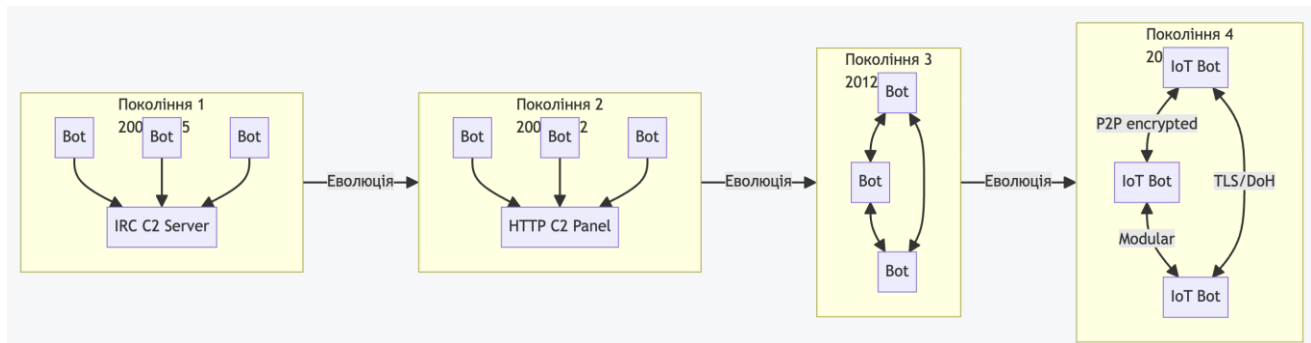 Покоління 1
Bot
Bot
Bot
IRC C2 Server
Еволюція
Покоління 2
Bot
Bot
Bot
HTTP C2 Panel
Еволюція
Покоління 3
2012
Bot
Bot
Bot
Еволюція
Покоління 4
IoT Bot
P2P encrypted
IoT Bot
TLS/DoH
Modular
IoT Bot